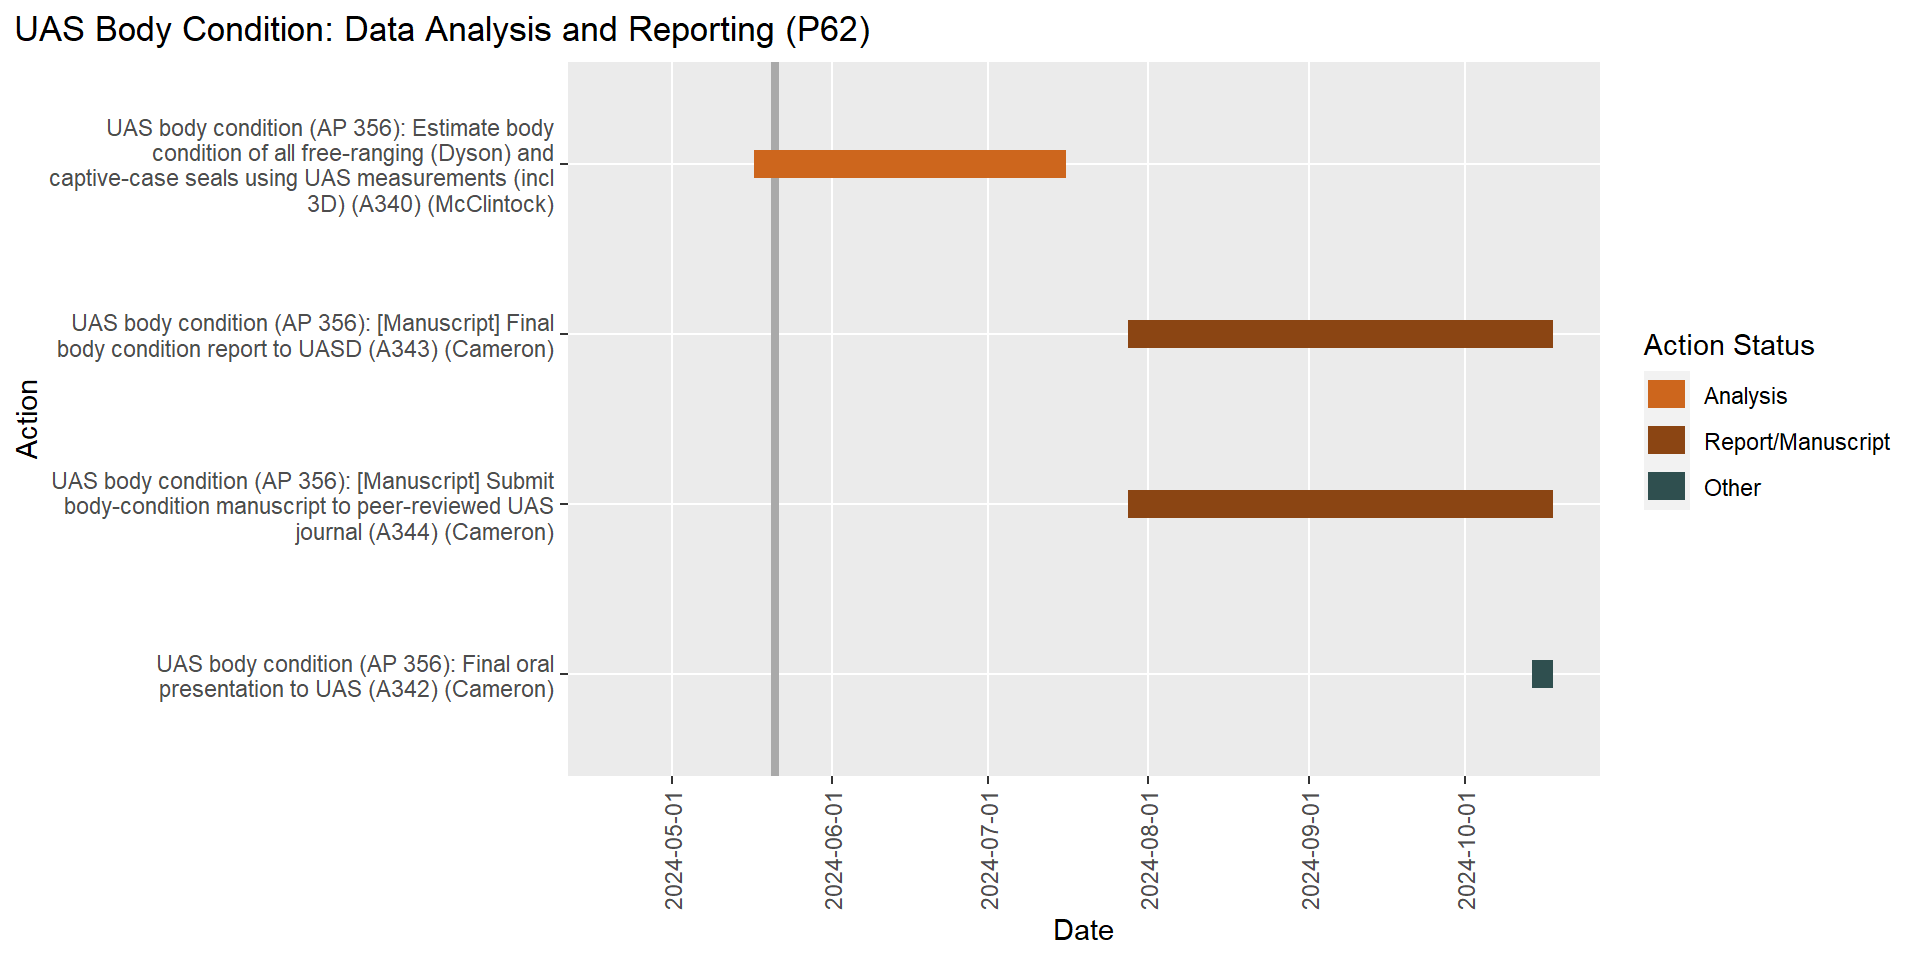 UAS Body Condition: Data Analysis and Reporting (P62)
UAS body condition (AP 356): Estimate body
condition of all free-ranging (Dyson) and
captive-case seals using UAS measurements (incl
3D) (A340) (McClintock)
UAS body condition (AP 356): [Manuscript] Final
body condition report to UASD (A343) (Cameron)
UAS body condition (AP 356): [Manuscript] Submit
body-condition manuscript to peer-reviewed UAS
journal (A344) (Cameron)
UAS body condition (AP 356): Final oral
presentation to UAS (A342) (Cameron)
Action
2024-05-01
2024-06-01
2024-07-01
2024-08-01
2024-09-01
2024-10-01
Date
Action Status
Analysis
Report/Manuscript
Other